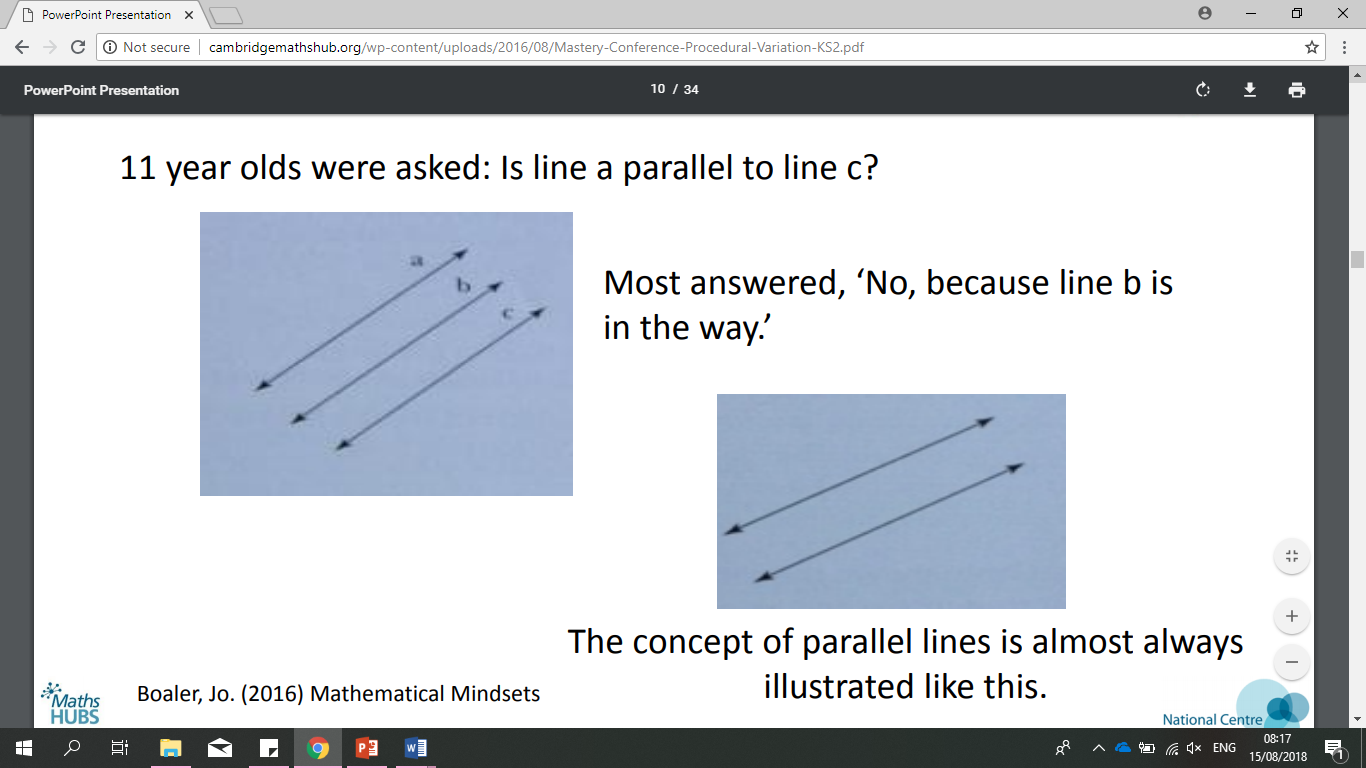 PowerPoint Presentation
Not secure
cambridgemathshub.org/wp-content/uploads/2016/08/Mastery-Conference-Procedural-Variation-KS2.pdf
PowerPoint Presentation
10 / 34
11 year olds were asked: Is line a parallel to line c?
a
b
c
Most answered, ‘No, because line b is
in the way.’
The concept of parallel lines is almost always
illustrated like this.
Boaler, Jo. (2016) Mathematical Mindsets
Maths
HUBS
National Centre
ENG
08:17
15/08/2018
1